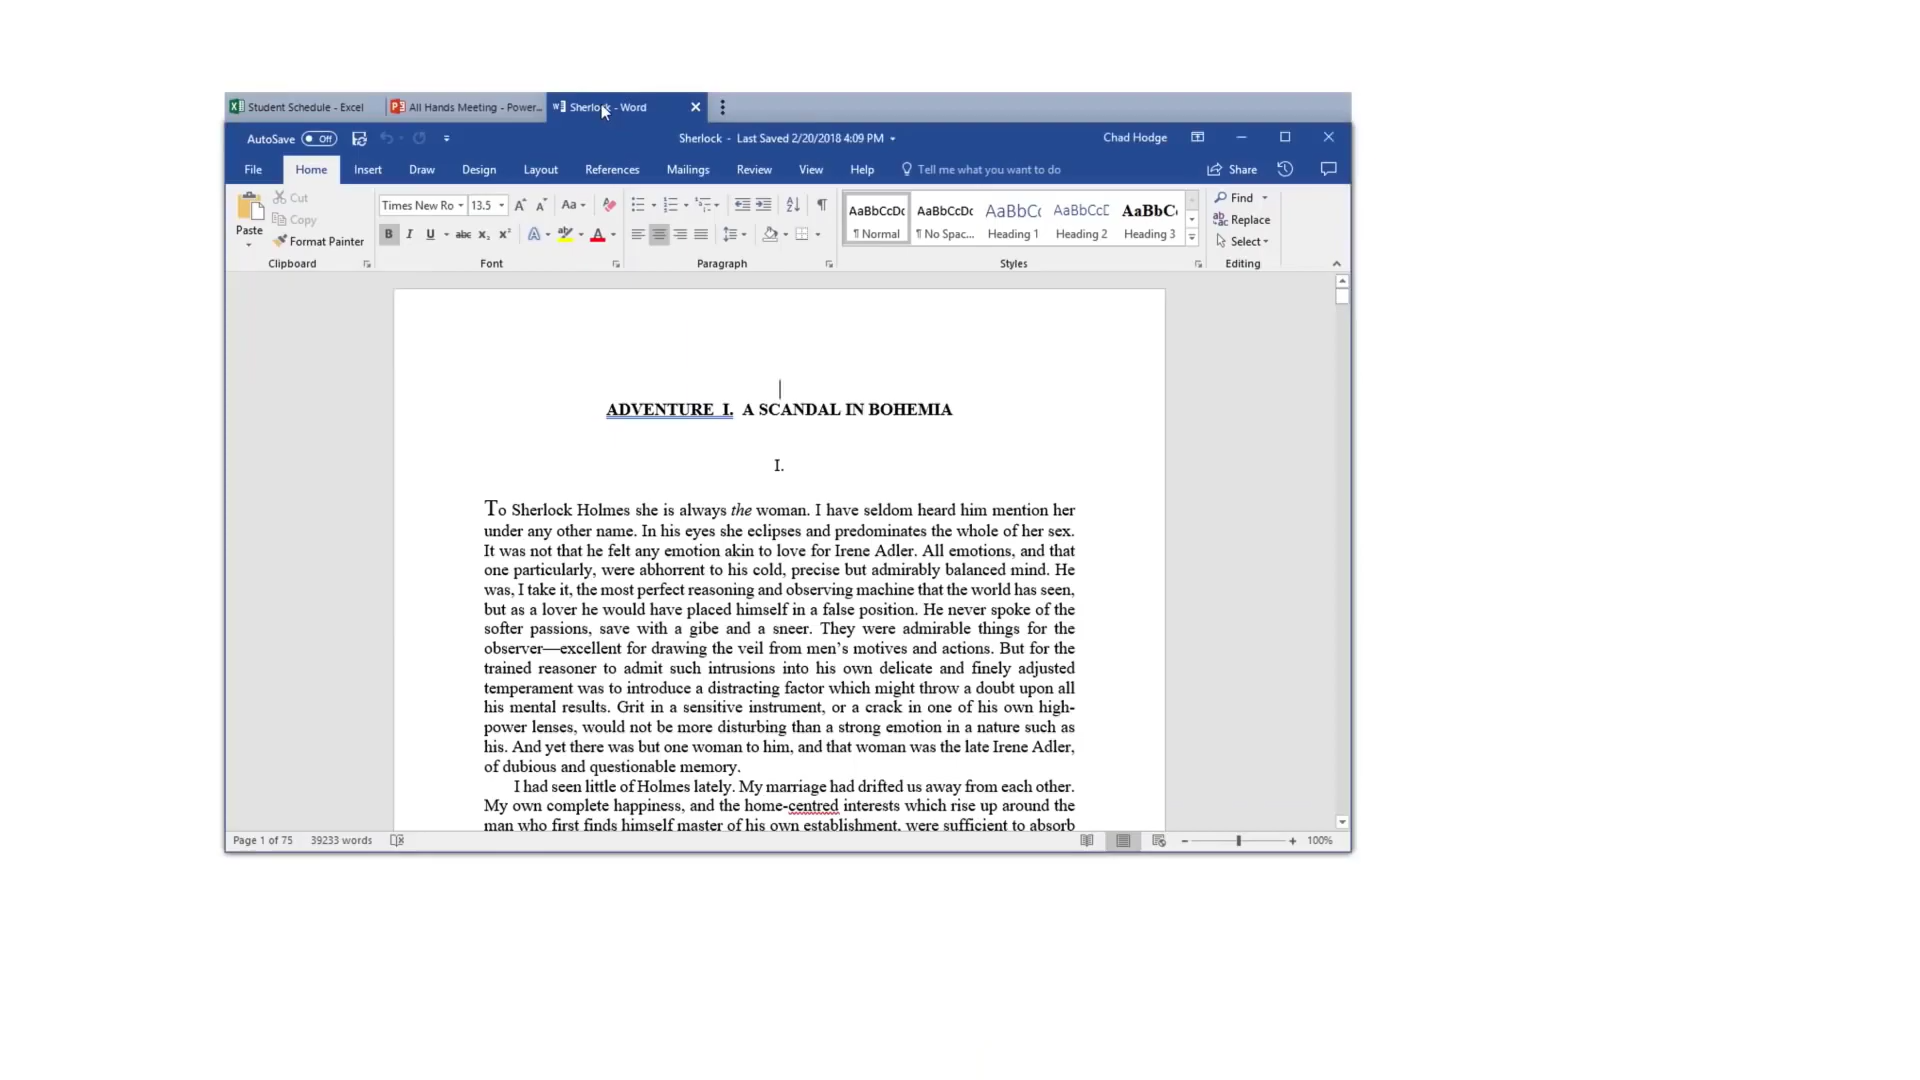 Student Schedule - Excel
All Hands Meeting - Power...
Sherlock - Word
AutoSave Off
Sherlock - Last Saved 2/20/2018 4:09 PM
Chad Hodge
File Home Insert Draw Design Layout References Mailings Review View Help Tell me what you want to do Share
Paste
Cut
Copy
Format Painter
Clipboard
Times New Ro 13.5
Font
Paragraph
AaBbCcDc AaBbCcDc AaBbCc AaBbCcD AaBbC
¶ Normal ¶ No Spac... Heading 1 Heading 2 Heading 3
Styles
Find
Replace
Select
Editing
ADVENTURE I. A SCANDAL IN BOHEMIA
I.
To Sherlock Holmes she is always the woman. I have seldom heard him mention her
under any other name. In his eyes she eclipses and predominates the whole of her sex.
It was not that he felt any emotion akin to love for Irene Adler. All emotions, and that
one particularly, were abhorrent to his cold, precise but admirably balanced mind. He
was, I take it, the most perfect reasoning and observing machine that the world has seen,
but as a lover he would have placed himself in a false position. He never spoke of the
softer passions, save with a gibe and a sneer. They were admirable things for the
observer—excellent for drawing the veil from men’s motives and actions. But for the
trained reasoner to admit such intrusions into his own delicate and finely adjusted
temperament was to introduce a distracting factor which might throw a doubt upon all
his mental results. Grit in a sensitive instrument, or a crack in one of his own high-
power lenses, would not be more disturbing than a strong emotion in a nature such as
his. And yet there was but one woman to him, and that woman was the late Irene Adler,
of dubious and questionable memory.
I had seen little of Holmes lately. My marriage had drifted us away from each other.
My own complete happiness, and the home-centred interests which rise up around the
man who first finds himself master of his own establishment, were sufficient to absorb
Page 1 of 75 39233 words 100%